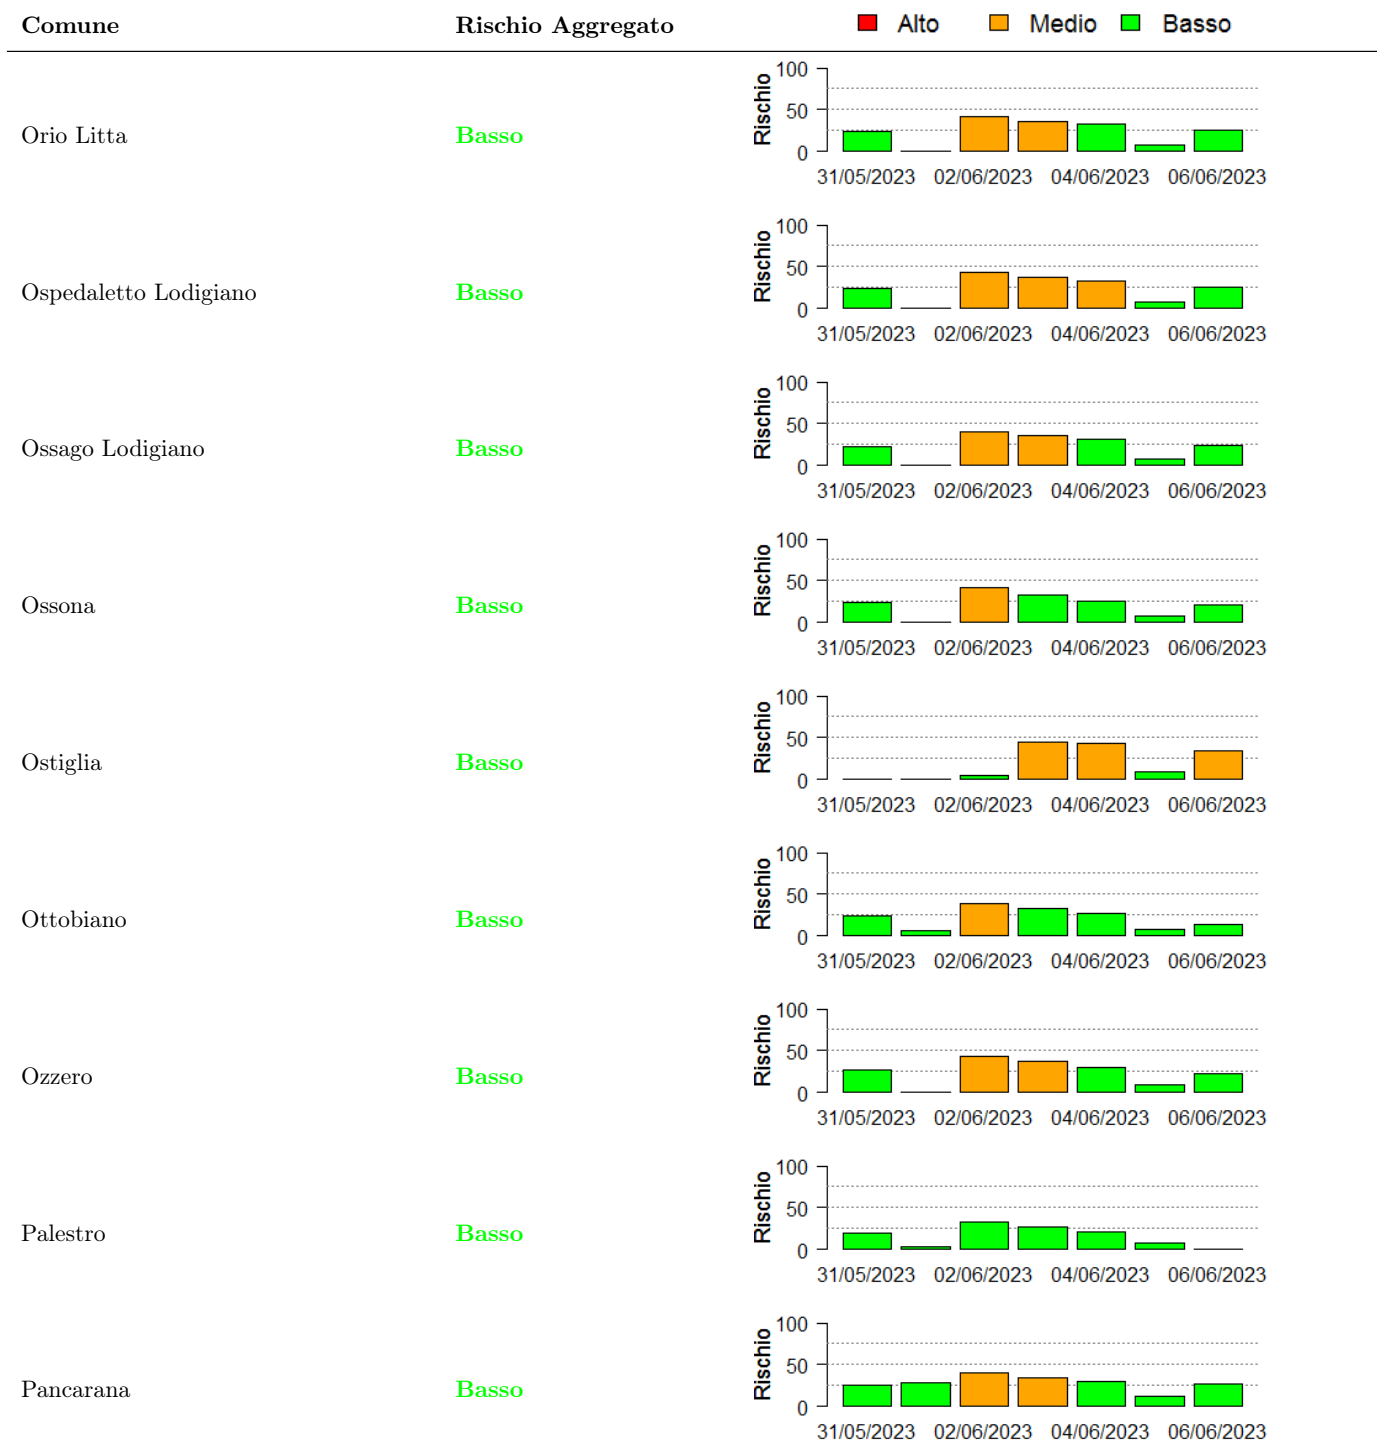 Comune Rischio Aggregato Alto Medio Basso
100
50
0
Rischio
Orio Litta Basso
31/05/2023 02/06/2023 04/06/2023 06/06/2023
100
50
0
Rischio
Ospedaletto Lodigiano Basso
31/05/2023 02/06/2023 04/06/2023 06/06/2023
100
50
0
Rischio
Ossago Lodigiano Basso
31/05/2023 02/06/2023 04/06/2023 06/06/2023
100
50
0
Rischio
Ossona Basso
31/05/2023 02/06/2023 04/06/2023 06/06/2023
100
50
0
Rischio
Ostiglia Basso
31/05/2023 02/06/2023 04/06/2023 06/06/2023
100
50
0
Rischio
Ottobiano Basso
31/05/2023 02/06/2023 04/06/2023 06/06/2023
100
50
0
Rischio
Ozzero Basso
31/05/2023 02/06/2023 04/06/2023 06/06/2023
100
50
0
Rischio
Palestro Basso
31/05/2023 02/06/2023 04/06/2023 06/06/2023
100
50
0
Rischio
Pancarana Basso
31/05/2023 02/06/2023 04/06/2023 06/06/2023